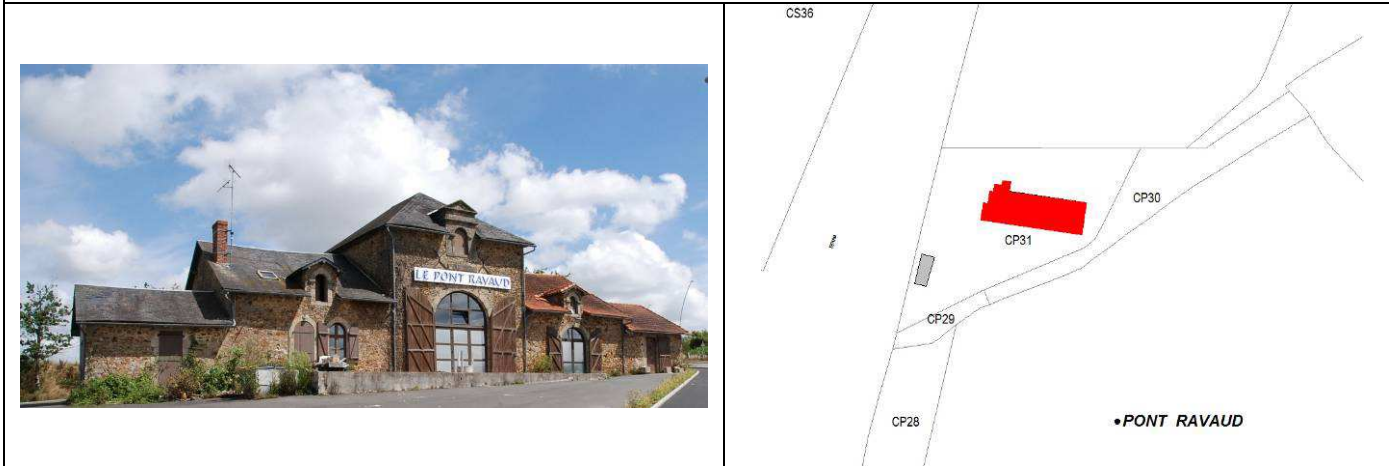 LE PONT RAVAUD
CS36
CP30
CP31
CP29
CP28
•PONT RAVAUD